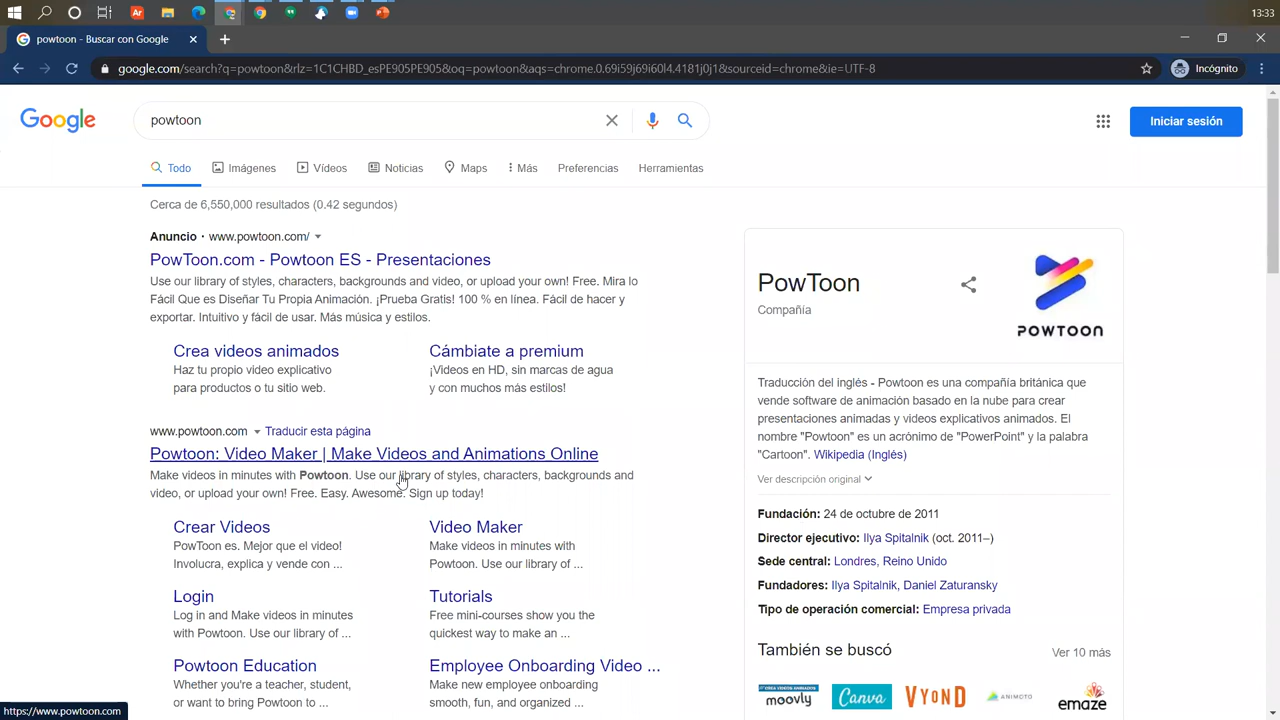 13:33
powtoon - Buscar con Google
google.com/search?q=powtoon&rlz=1C1CHBD_esPE905PE905&oq=powtoon&aqs=chrome.0.69i59j69i60l4.4181j0j1&sourceid=chrome&ie=UTF-8
Incógnito
Google
powtoon
Iniciar sesión
Todo
Imágenes
Vídeos
Noticias
Maps
Más
Preferencias
Herramientas
Cerca de 6,550,000 resultados (0.42 segundos)
Anuncio · www.powtoon.com/
PowToon.com - Powtoon ES - Presentaciones
Use our library of styles, characters, backgrounds and video, or upload your own! Free. Mira lo
Fácil Que es Diseñar Tu Propia Animación. ¡Prueba Gratis! 100 % en línea. Fácil de hacer y
exportar. Intuitivo y fácil de usar. Más música y estilos.
Crea videos animados
Haz tu propio video explicativo
para productos o tu sitio web.
Cámbiate a premium
¡Videos en HD, sin marcas de agua
y con muchos más estilos!
www.powtoon.com
Traducir esta página
Powtoon: Video Maker | Make Videos and Animations Online
Make videos in minutes with Powtoon. Use our library of styles, characters, backgrounds and
video, or upload your own! Free. Easy. Awesome. Sign up today!
Crear Videos
PowToon es. Mejor que el video!
Involucra, explica y vende con ...
Video Maker
Make videos in minutes with
Powtoon. Use our library of ...
Login
Log in and Make videos in minutes
with Powtoon. Use our library of ...
Tutorials
Free mini-courses show you the
quickest way to make an ...
Powtoon Education
Whether you're a teacher, student,
or want to bring Powtoon to ...
Employee Onboarding Video ...
Make new employee onboarding
smooth, fun, and organized ...
PowToon
Compañía
POWTOON
Traducción del inglés - Powtoon es una compañía británica que
vende software de animación basado en la nube para crear
presentaciones animadas y videos explicativos animados. El
nombre "Powtoon" es un acrónimo de "PowerPoint" y la palabra
"Cartoon". Wikipedia (Inglés)
Ver descripción original
Fundación: 24 de octubre de 2011
Director ejecutivo: Ilya Spitalnik (oct. 2011–)
Sede central: Londres, Reino Unido
Fundadores: Ilya Spitalnik, Daniel Zaturansky
Tipo de operación comercial: Empresa privada
También se buscó
Ver 10 más
CREA VIDEOS ANIMADOS
moovly
Canva
VYOND
ANIMOTO
emaze
https://www.powtoon.com